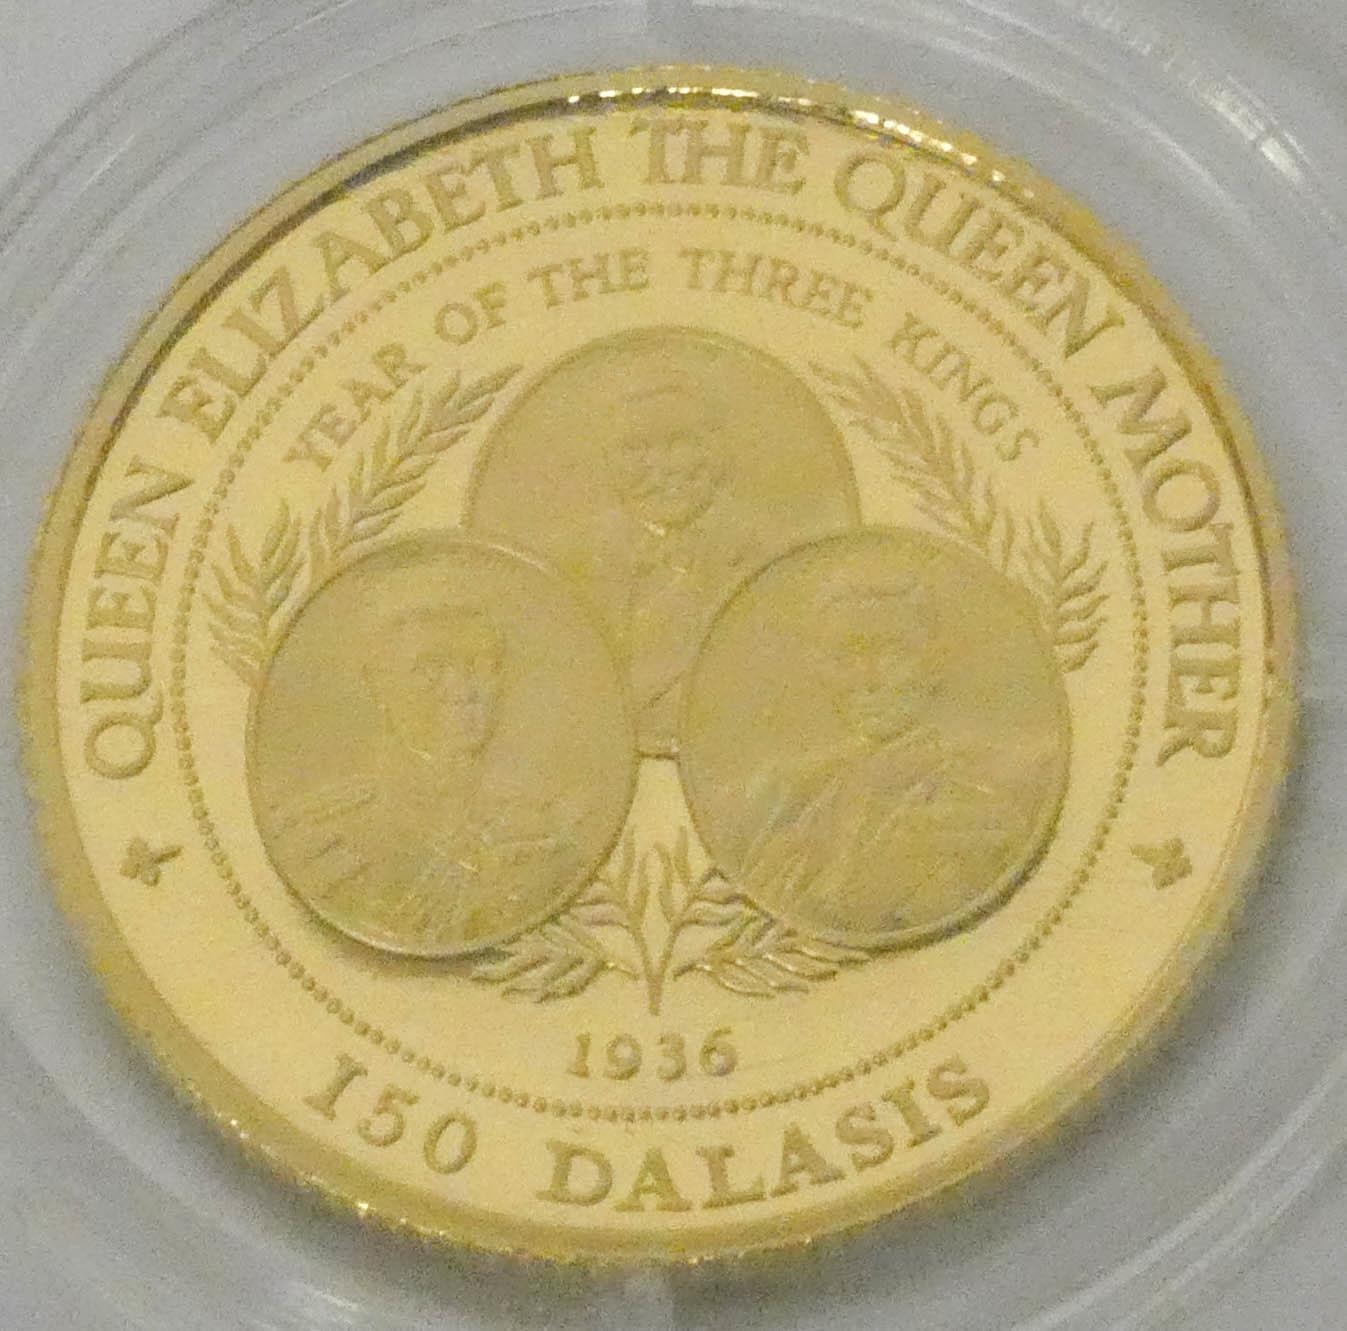 QUEEN ELIZABETH THE QUEEN MOTHER
YEAR OF THE THREE KINGS
1936
150 DALASIS